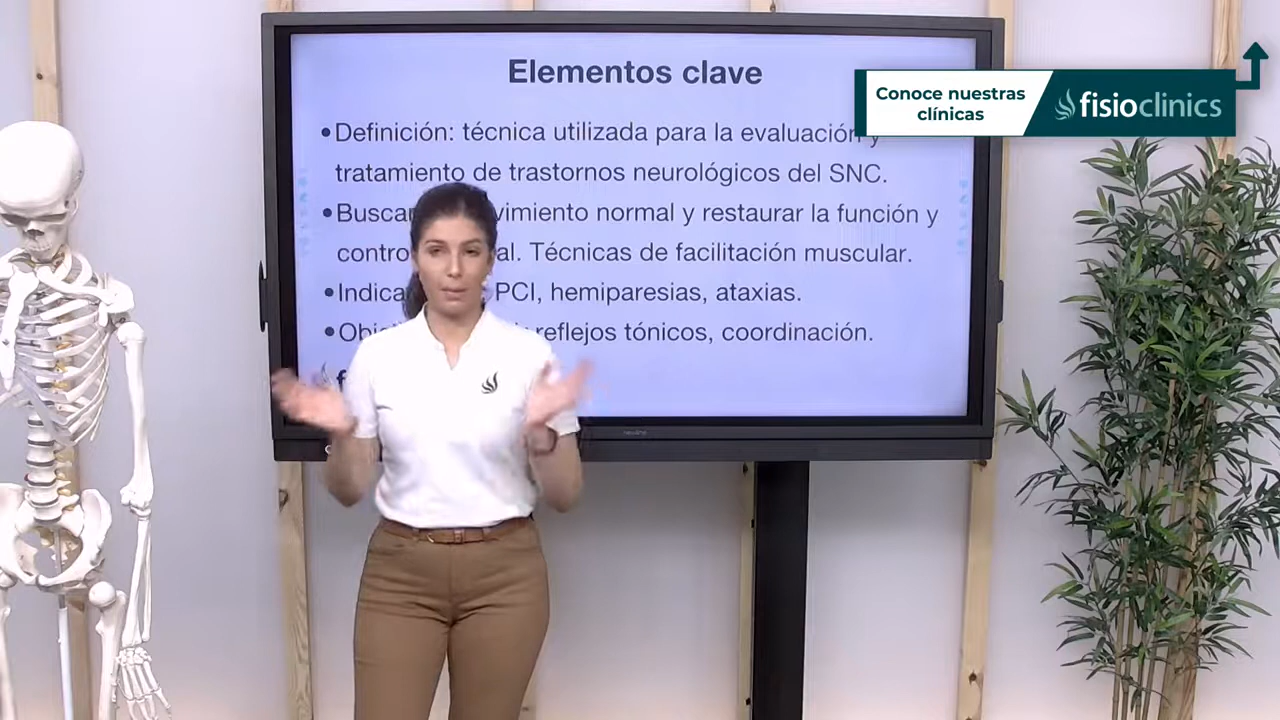 Elementos clave
Conoce nuestras
clínicas
fisioclinics
•Definición: técnica utilizada para la evaluación y
tratamiento de trastornos neurológicos del SNC.
•Buscar vimiento normal y restaurar la función y
contro al. Técnicas de facilitación muscular.
•Indica PCI, hemiparesias, ataxias.
•Obj reflejos tónicos, coordinación.